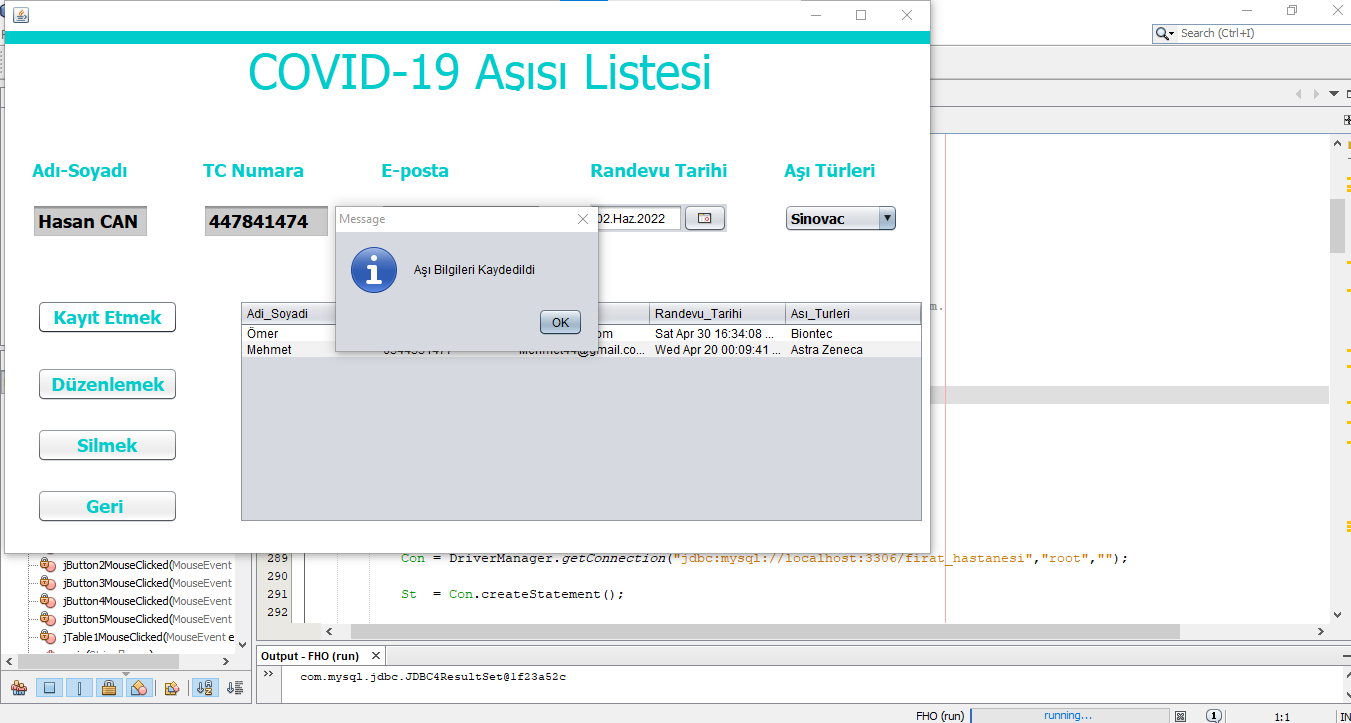 Search (Ctrl+I)
COVID-19 Aşısı Listesi
Adı-Soyadı TC Numara E-posta Randevu Tarihi Aşı Türleri
Hasan CAN 447841474 02.Haz.2022 Sinovac
Message
Aşı Bilgileri Kaydedildi
OK
Kayıt Etmek
Düzenlemek
Silmek
Geri
Adi_Soyadi Randevu_Tarihi Ası_Turleri
Ömer om Sat Apr 30 16:34:08 ... Biontec
Mehmet Mehmet44@gmail.co... Wed Apr 20 00:09:41 ... Astra Zeneca
m.
289 Con = DriverManager.getConnection("jdbc:mysql://localhost:3306/firat_hastanesi","root","");
290
291 St = Con.createStatement();
292
jButton2MouseClicked(MouseEvent
jButton3MouseClicked(MouseEvent
jButton4MouseClicked(MouseEvent
jButton5MouseClicked(MouseEvent
jTable1MouseClicked(MouseEvent e
Output - FHO (run)
com.mysql.jdbc.JDBC4ResultSet@1f23a52c
FHO (run) running... 1 1:1 IN